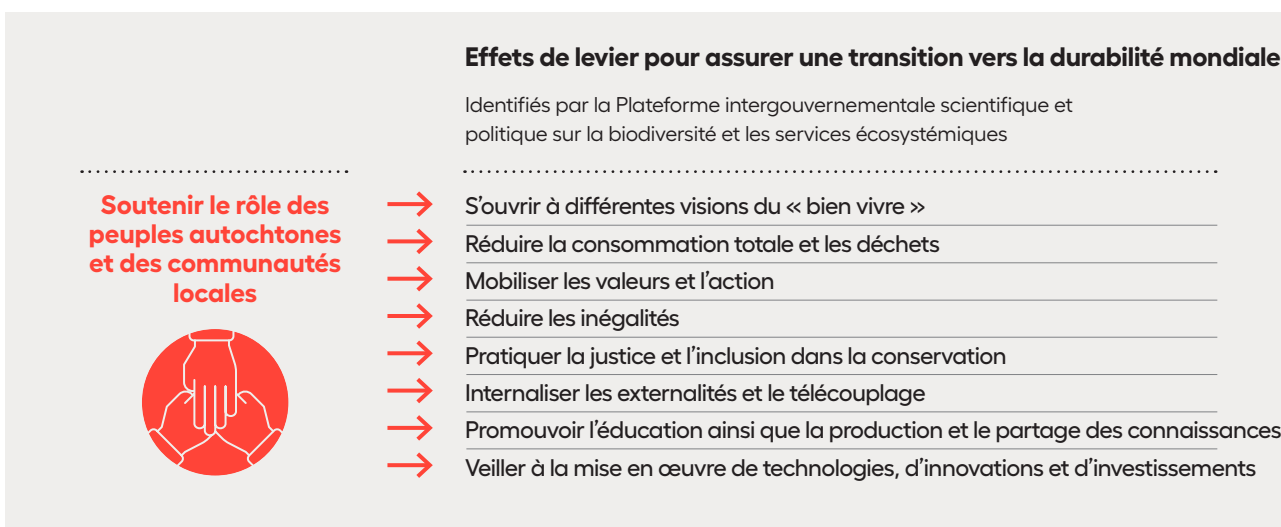 Effets de levier pour assurer une transition vers la durabilité mondiale
Identifiés par la Plateforme intergouvernementale scientifique et
politique sur la biodiversité et les services écosystémiques
Soutenir le rôle des
peuples autochtones
et des communautés
locales
S’ouvrir à différentes visions du « bien vivre »
Réduire la consommation totale et les déchets
Mobiliser les valeurs et l’action
Réduire les inégalités
Pratiquer la justice et l’inclusion dans la conservation
Internaliser les externalités et le télécouplage
Promouvoir l’éducation ainsi que la production et le partage des connaissances
Veiller à la mise en œuvre de technologies, d’innovations et d’investissements